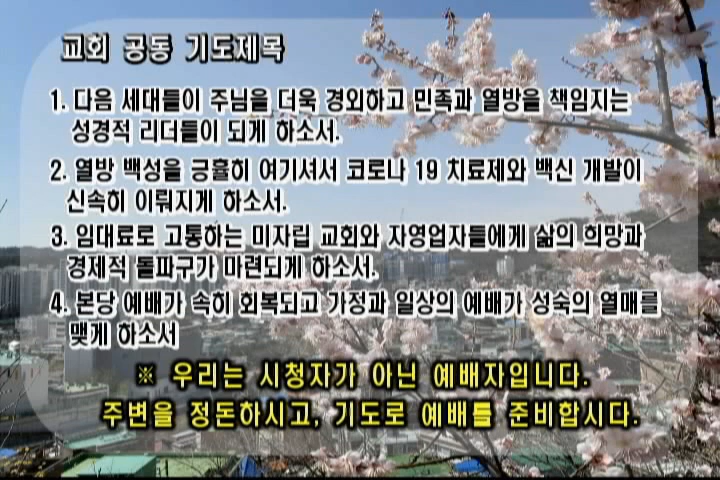 교회 공동 기도제목
1. 다음 세대들이 주님을 더욱 경외하고 민족과 열방을 책임지는
성경적 리더들이 되게 하소서.
2. 열방 백성을 긍휼히 여기셔서 코로나 19 치료제와 백신 개발이
신속히 이뤄지게 하소서.
3. 임대료로 고통하는 미자립 교회와 자영업자들에게 삶의 희망과
경제적 돌파구가 마련되게 하소서.
4. 본당 예배가 속히 회복되고 가정과 일상의 예배가 성숙의 열매를
맺게 하소서
※ 우리는 시청자가 아닌 예배자입니다.
주변을 정돈하시고, 기도로 예배를 준비합시다.